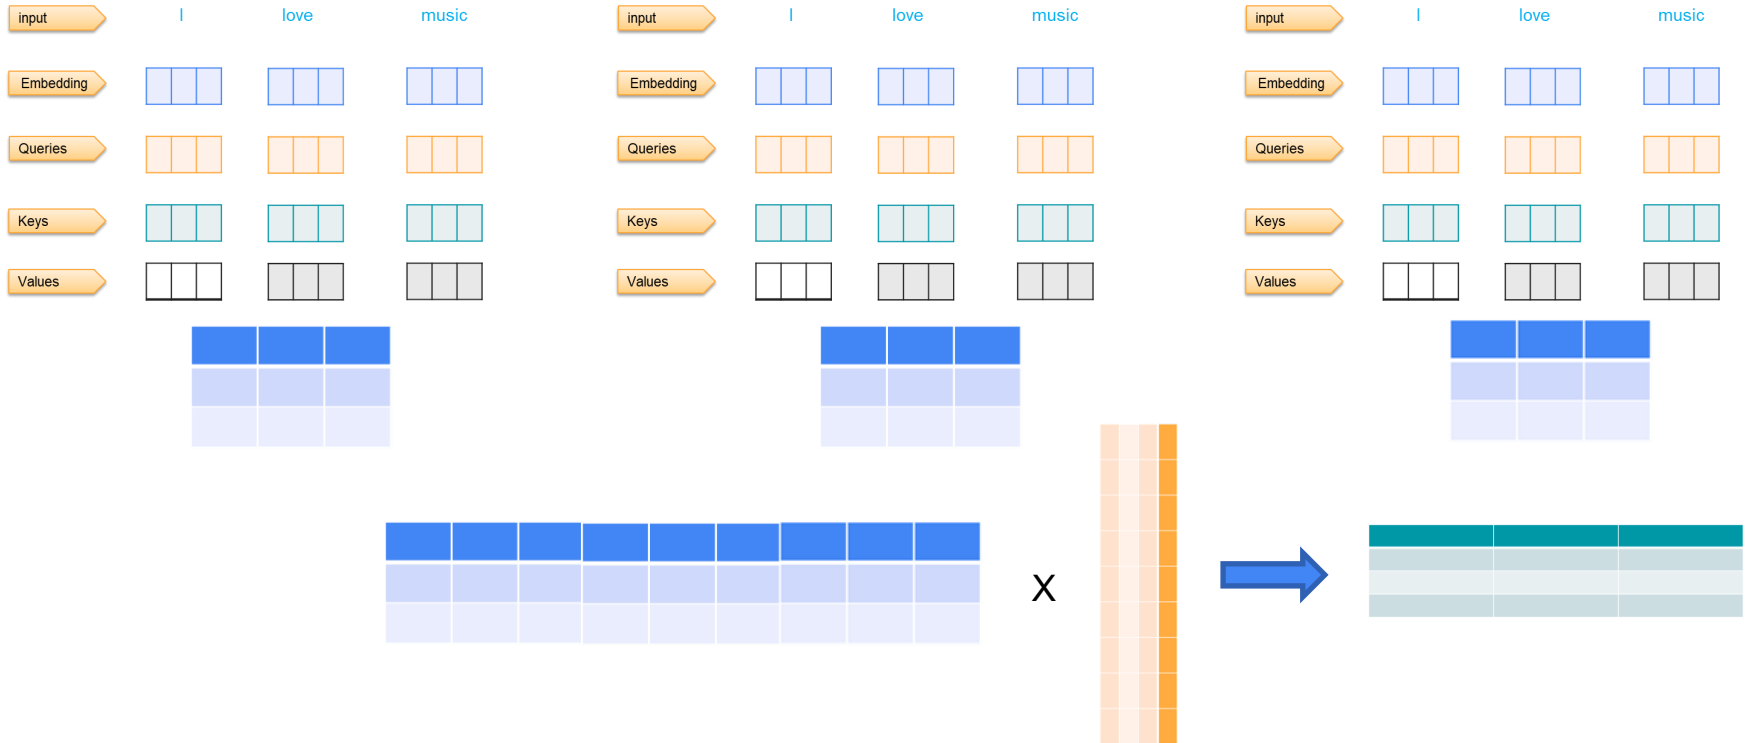 input I love music
Embedding
Queries
Keys
Values
input I love music
Embedding
Queries
Keys
Values
input I love music
Embedding
Queries
Keys
Values
X